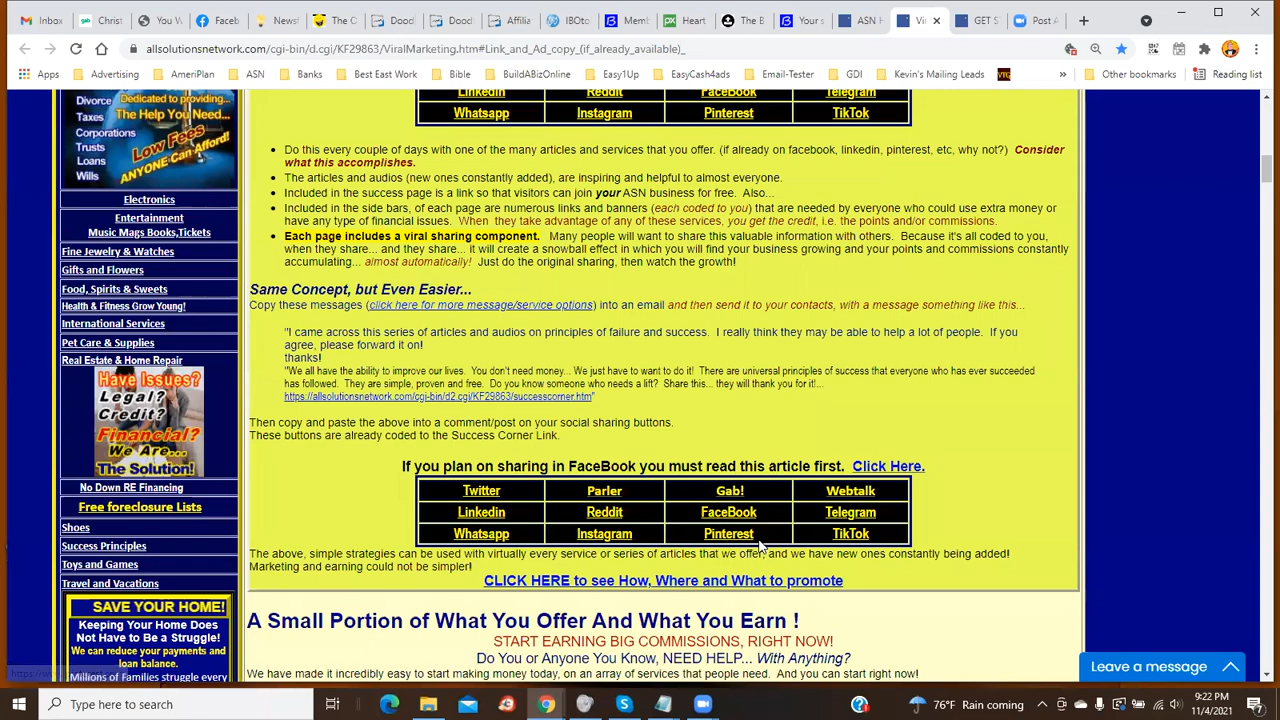 Inbox
Christ
You W
Faceb
Newsf
The C
Doodl
Doodl
Affilia
IBOto
Memb
Heart
The B
Your s
ASN H
Vir
GET S
Post A
allsolutionsnetwork.com/cgi-bin/d.cgi/KF29863/ViralMarketing.htm#Link_and_Ad_copy_(if_already_available)_
Apps
Advertising
AmeriPlan
ASN
Banks
Best East Work
Bible
BuildABizOnline
Easy1Up
EasyCash4ads
Email-Tester
GDI
Kevin's Mailing Leads
»
Other bookmarks
Reading list
Divorce
Taxes
Corporations
Trusts
Loans
Wills
Dedicated to providing...
The Help You Need...
Low Fees
ANYONE Can Afford!
Electronics
Entertainment
Music Mags Books,Tickets
Fine Jewelry & Watches
Gifts and Flowers
Food, Spirits & Sweets
Health & Fitness Grow Young!
International Services
Pet Care & Supplies
Real Estate & Home Repair
Have Issues?
Legal?
Credit?
Financial?
We Are...
The Solution!
No Down RE Financing
Free foreclosure Lists
Shoes
Success Principles
Toys and Games
Travel and Vacations
SAVE YOUR HOME!
Keeping Your Home Does
Not Have to Be a Struggle!
We can reduce your payments and
loan balance.
Millions of Families struggle every
Linkedin Reddit FaceBook Telegram
Whatsapp Instagram Pinterest TikTok
• Do this every couple of days with one of the many articles and services that you offer. (if already on facebook, linkedin, pinterest, etc, why not?) Consider
what this accomplishes.
• The articles and audios (new ones constantly added), are inspiring and helpful to almost everyone.
• Included in the success page is a link so that visitors can join your ASN business for free. Also...
• Included in the side bars, of each page are numerous links and banners (each coded to you) that are needed by everyone who could use extra money or
have any type of financial issues. When they take advantage of any of these services, you get the credit, i.e. the points and/or commissions.
• Each page includes a viral sharing component. Many people will want to share this valuable information with others. Because it's all coded to you,
when they share... and they share... it will create a snowball effect in which you will find your business growing and your points and commissions constantly
accumulating... almost automatically! Just do the original sharing, then watch the growth!
Same Concept, but Even Easier...
Copy these messages (click here for more message/service options) into an email and then send it to your contacts, with a message something like this...
"I came across this series of articles and audios on principles of failure and success. I really think they may be able to help a lot of people. If you
agree, please forward it on!
thanks!
"We all have the ability to improve our lives. You don't need money... We just have to want to do it! There are universal principles of success that everyone who has ever succeeded
has followed. They are simple, proven and free. Do you know someone who needs a lift? Share this... they will thank you for it!...
https://allsolutionsnetwork.com/cgi-bin/d2.cgi/KF29863/successcorner.htm"
Then copy and paste the above into a comment/post on your social sharing buttons.
These buttons are already coded to the Success Corner Link.
If you plan on sharing in FaceBook you must read this article first. Click Here.
Twitter Parler Gab! Webtalk
Linkedin Reddit FaceBook Telegram
Whatsapp Instagram Pinterest TikTok
The above, simple strategies can be used with virtually every service or series of articles that we offer, and we have new ones constantly being added!
Marketing and earning could not be simpler!
CLICK HERE to see How, Where and What to promote
A Small Portion of What You Offer And What You Earn !
START EARNING BIG COMMISSIONS, RIGHT NOW!
Do You or Anyone You Know, NEED HELP... With Anything?
We have made it incredibly easy to start making money today, on an array of services that people need. And you can start right now!
Leave a message
Type here to search
76°F Rain coming
9:22 PM
11/4/2021